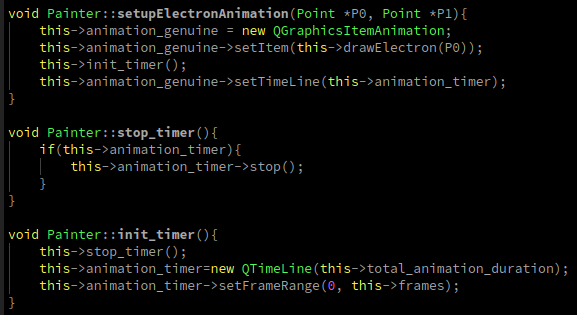 void Painter::setupElectronAnimation(Point *P0, Point *P1){
    this->animation_genuine = new QGraphicsItemAnimation;
    this->animation_genuine->setItem(this->drawElectron(P0));
    this->init_timer();
    this->animation_genuine->setTimeLine(this->animation_timer);
}

void Painter::stop_timer(){
    if(this->animation_timer){
        this->animation_timer->stop();
    }
}

void Painter::init_timer(){
    this->stop_timer();
    this->animation_timer=new QTimeLine(this->total_animation_duration);
    this->animation_timer->setFrameRange(0, this->frames);
}